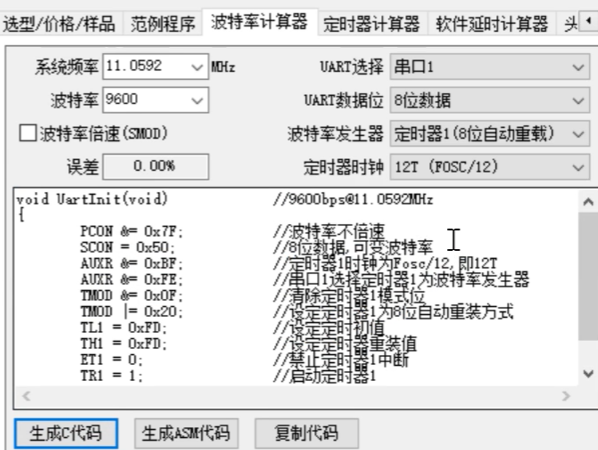 选型/价格/样品 范例程序 波特率计算器 定时器计算器 软件延时计算器 头
系统频率 11.0592 MHz UART选择 串口1
波特率 9600 UART数据位 8位数据
波特率倍速(SMOD) 波特率发生器 定时器1(8位自动重载)
误差 0.00% 定时器时钟 12T (FOSC/12)
void UartInit(void) //9600bps@11.0592MHz
{
PCON &= 0x7F; //波特率不倍速
SCON = 0x50; //8位数据,可变波特率
AUXR &= 0xBF; //定时器1时钟为Fosc/12,即12T
AUXR &= 0xFE; //串口1选择定时器1为波特率发生器
TMOD &= 0x0F; //清除定时器1模式位
TMOD |= 0x20; //设定定时器1为8位自动重装方式
TL1 = 0xFD; //设定定时初值
TH1 = 0xFD; //设定定时器重装值
ET1 = 0; //禁止定时器1中断
TR1 = 1; //启动定时器1
生成C代码 生成ASM代码 复制代码